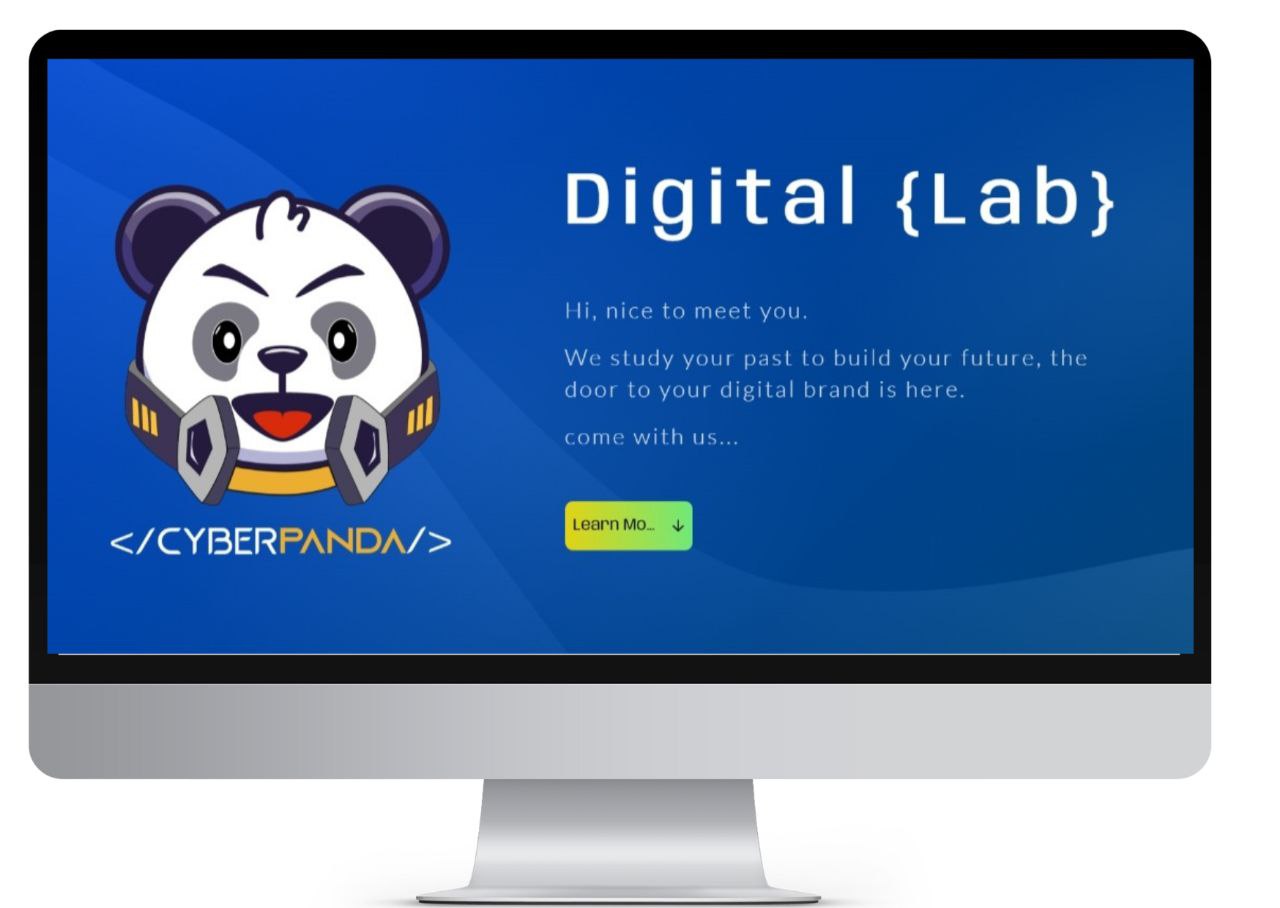 Digital {Lab}
Hi, nice to meet you.
We study your past to build your future, the
door to your digital brand is here.
come with us...
Learn Mo...
</CYBERPANDA/>